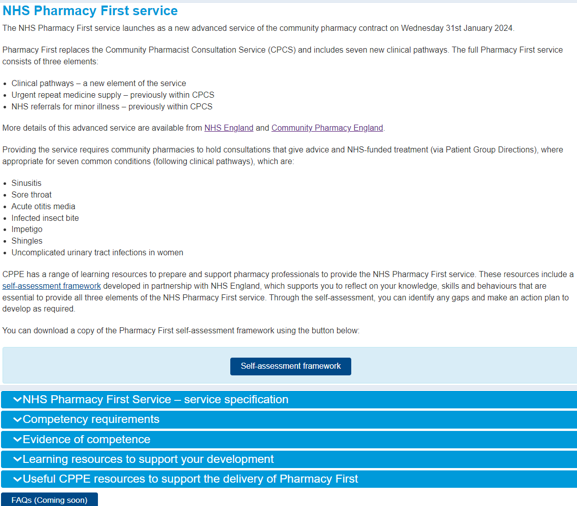 NHS Pharmacy First service
The NHS Pharmacy First service launches as a new advanced service of the community pharmacy contract on Wednesday 31st January 2024.
Pharmacy First replaces the Community Pharmacist Consultation Service (CPCS) and includes seven new clinical pathways. The full Pharmacy First service
consists of three elements:
• Clinical pathways – a new element of the service
• Urgent repeat medicine supply – previously within CPCS
• NHS referrals for minor illness – previously within CPCS
More details of this advanced service are available from NHS England and Community Pharmacy England.
Providing the service requires community pharmacies to hold consultations that give advice and NHS-funded treatment (via Patient Group Directions), where
appropriate for seven common conditions (following clinical pathways), which are:
• Sinusitis
• Sore throat
• Acute otitis media
• Infected insect bite
• Impetigo
• Shingles
• Uncomplicated urinary tract infections in women
CPPE has a range of learning resources to prepare and support pharmacy professionals to provide the NHS Pharmacy First service. These resources include a
self-assessment framework developed in partnership with NHS England, which supports you to reflect on your knowledge, skills and behaviours that are
essential to provide all three elements of the NHS Pharmacy First service. Through the self-assessment, you can identify any gaps and make an action plan to
develop as required.
You can download a copy of the Pharmacy First self-assessment framework using the button below:
Self-assessment framework
NHS Pharmacy First Service – service specification
Competency requirements
Evidence of competence
Learning resources to support your development
Useful CPPE resources to support the delivery of Pharmacy First
FAQs (Coming soon)